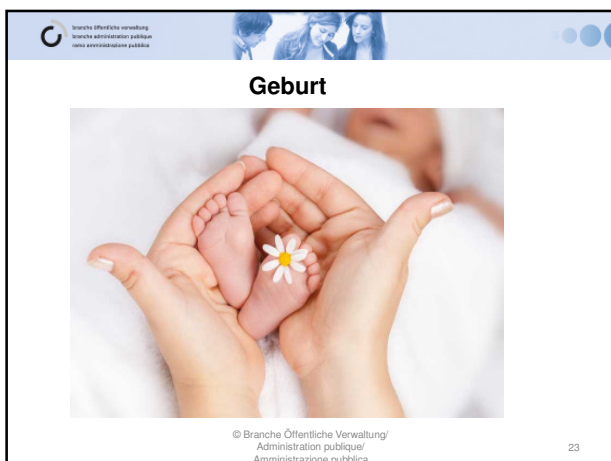 branche öffentliche verwaltung
branche administration publique
ramo amministrazione pubblica
Geburt
© Branche Öffentliche Verwaltung/
Administration publique/
Amministrazione pubblica
23